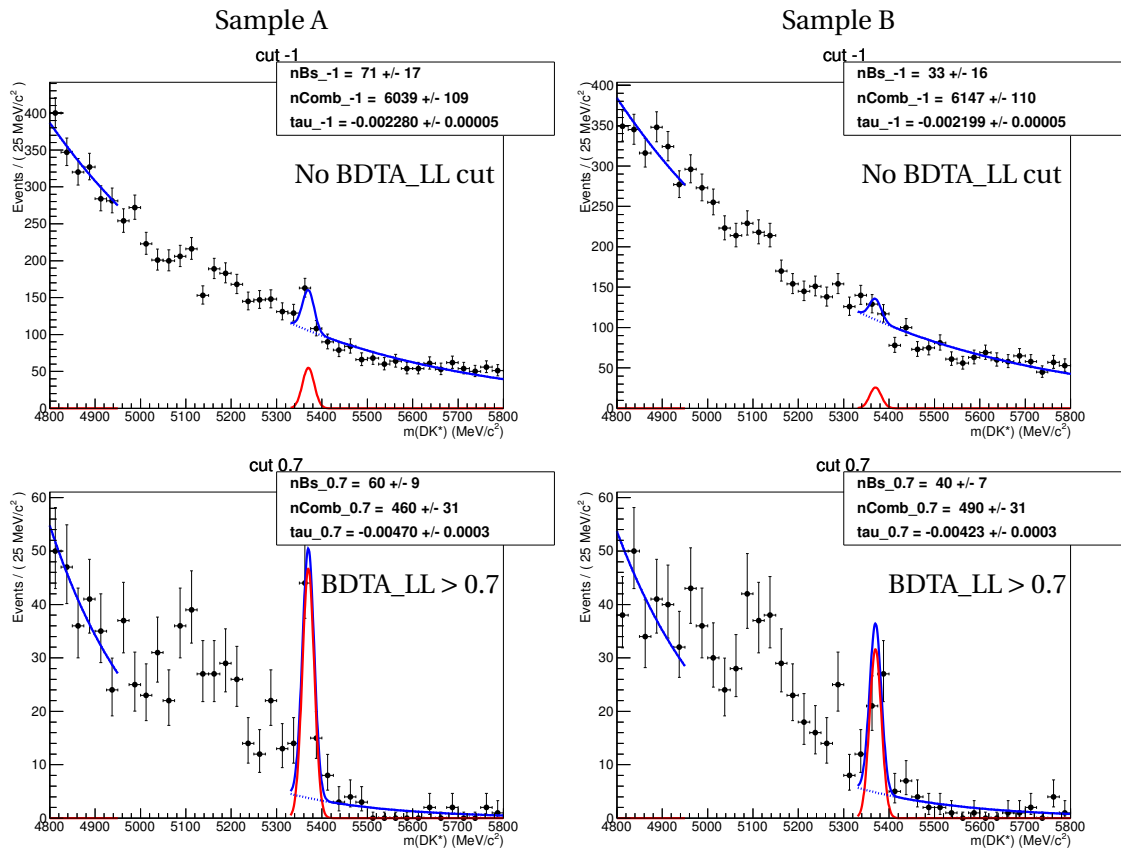 Sample A
cut -1
nBs_-1 = 71 +/- 17
nComb_-1 = 6039 +/- 109
tau_-1 = -0.002280 +/- 0.00005
No BDTA_LL cut
Events / ( 25 MeV/c² )
400
350
300
250
200
150
100
50
0
4800 4900 5000 5100 5200 5300 5400 5500 5600 5700 5800
m(DK*) (MeV/c²)
Sample B
cut -1
nBs_-1 = 33 +/- 16
nComb_-1 = 6147 +/- 110
tau_-1 = -0.002199 +/- 0.00005
No BDTA_LL cut
Events / ( 25 MeV/c² )
400
350
300
250
200
150
100
50
0
4800 4900 5000 5100 5200 5300 5400 5500 5600 5700 5800
m(DK*) (MeV/c²)
cut 0.7
nBs_0.7 = 60 +/- 9
nComb_0.7 = 460 +/- 31
tau_0.7 = -0.00470 +/- 0.0003
BDTA_LL > 0.7
Events / ( 25 MeV/c² )
60
50
40
30
20
10
0
4800 4900 5000 5100 5200 5300 5400 5500 5600 5700 5800
m(DK*) (MeV/c²)
cut 0.7
nBs_0.7 = 40 +/- 7
nComb_0.7 = 490 +/- 31
tau_0.7 = -0.00423 +/- 0.0003
BDTA_LL > 0.7
Events / ( 25 MeV/c² )
60
50
40
30
20
10
0
4800 4900 5000 5100 5200 5300 5400 5500 5600 5700 5800
m(DK*) (MeV/c²)